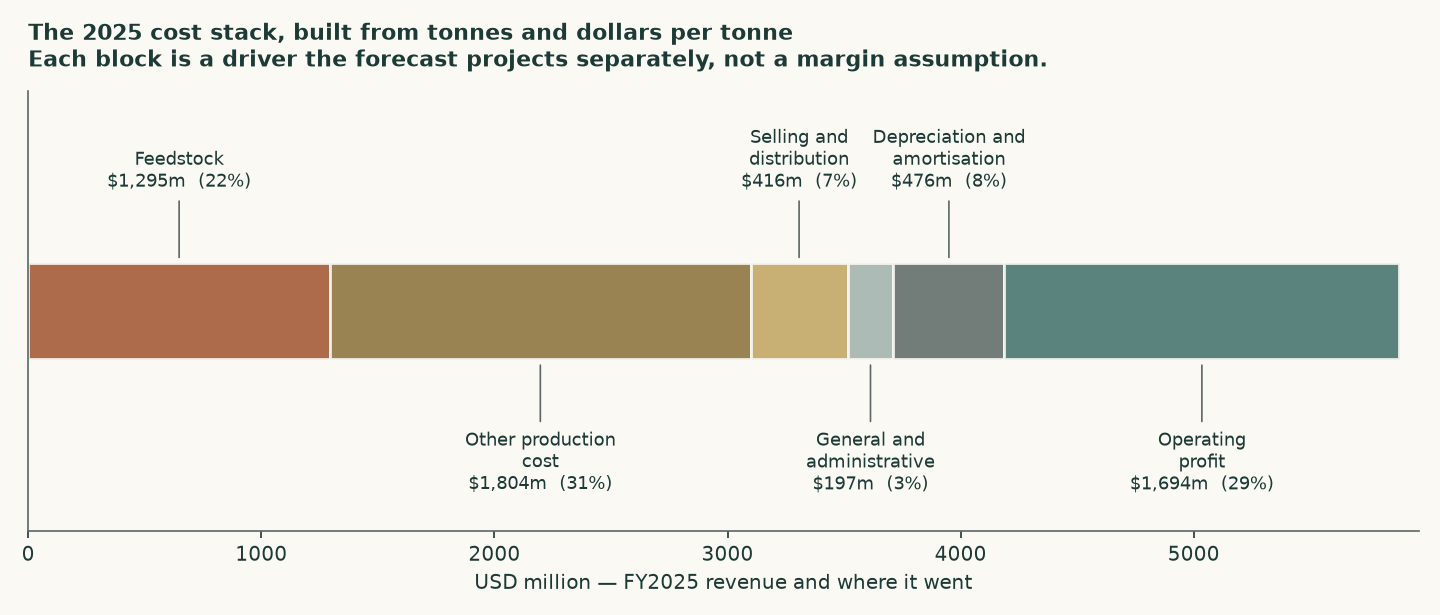 The 2025 cost stack, built from tonnes and dollars per tonne
Each block is a driver the forecast projects separately, not a margin assumption.
Feedstock
$1,295m (22%)
Selling and
distribution
$416m (7%)
Depreciation and
amortisation
$476m (8%)
Other production
cost
$1,804m (31%)
General and
administrative
$197m (3%)
Operating
profit
$1,694m (29%)
0 1000 2000 3000 4000 5000
USD million — FY2025 revenue and where it went